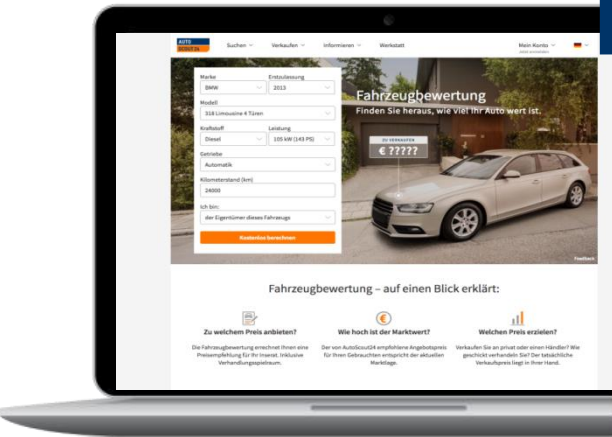 AUTO
SCOUT24
Suchen
Verkaufen
Informieren
Werkstatt
Mein Konto
Marke
Erstzulassung
BMW
2013
Modell
318 Limousine 4 Türen
Kraftstoff
Leistung
Diesel
105 kW (143 PS)
Getriebe
Automatik
Kilometerstand (km)
24000
Ich bin:
der Eigentümer dieses Fahrzeugs
Kostenlos berechnen
Fahrzeugbewertung
Finden Sie heraus, wie viel Ihr Auto wert ist.
ZU VERKAUFEN
€ ?????
Feedback
Fahrzeugbewertung – auf einen Blick erklärt:
Zu welchem Preis anbieten?
Die Fahrzeugbewertung errechnet Ihnen eine
Preisempfehlung für Ihr Inserat. Inklusive
Verhandlungsspielraum.
Wie hoch ist der Marktwert?
Der von AutoScout24 empfohlene Angebotspreis
für Ihren Gebrauchten entspricht der aktuellen
Marktlage.
Welchen Preis erzielen?
Verkaufen Sie an privat oder einen Händler? Wie
geschickt verhandeln Sie? Der tatsächliche
Verkaufspreis liegt in Ihrer Hand.